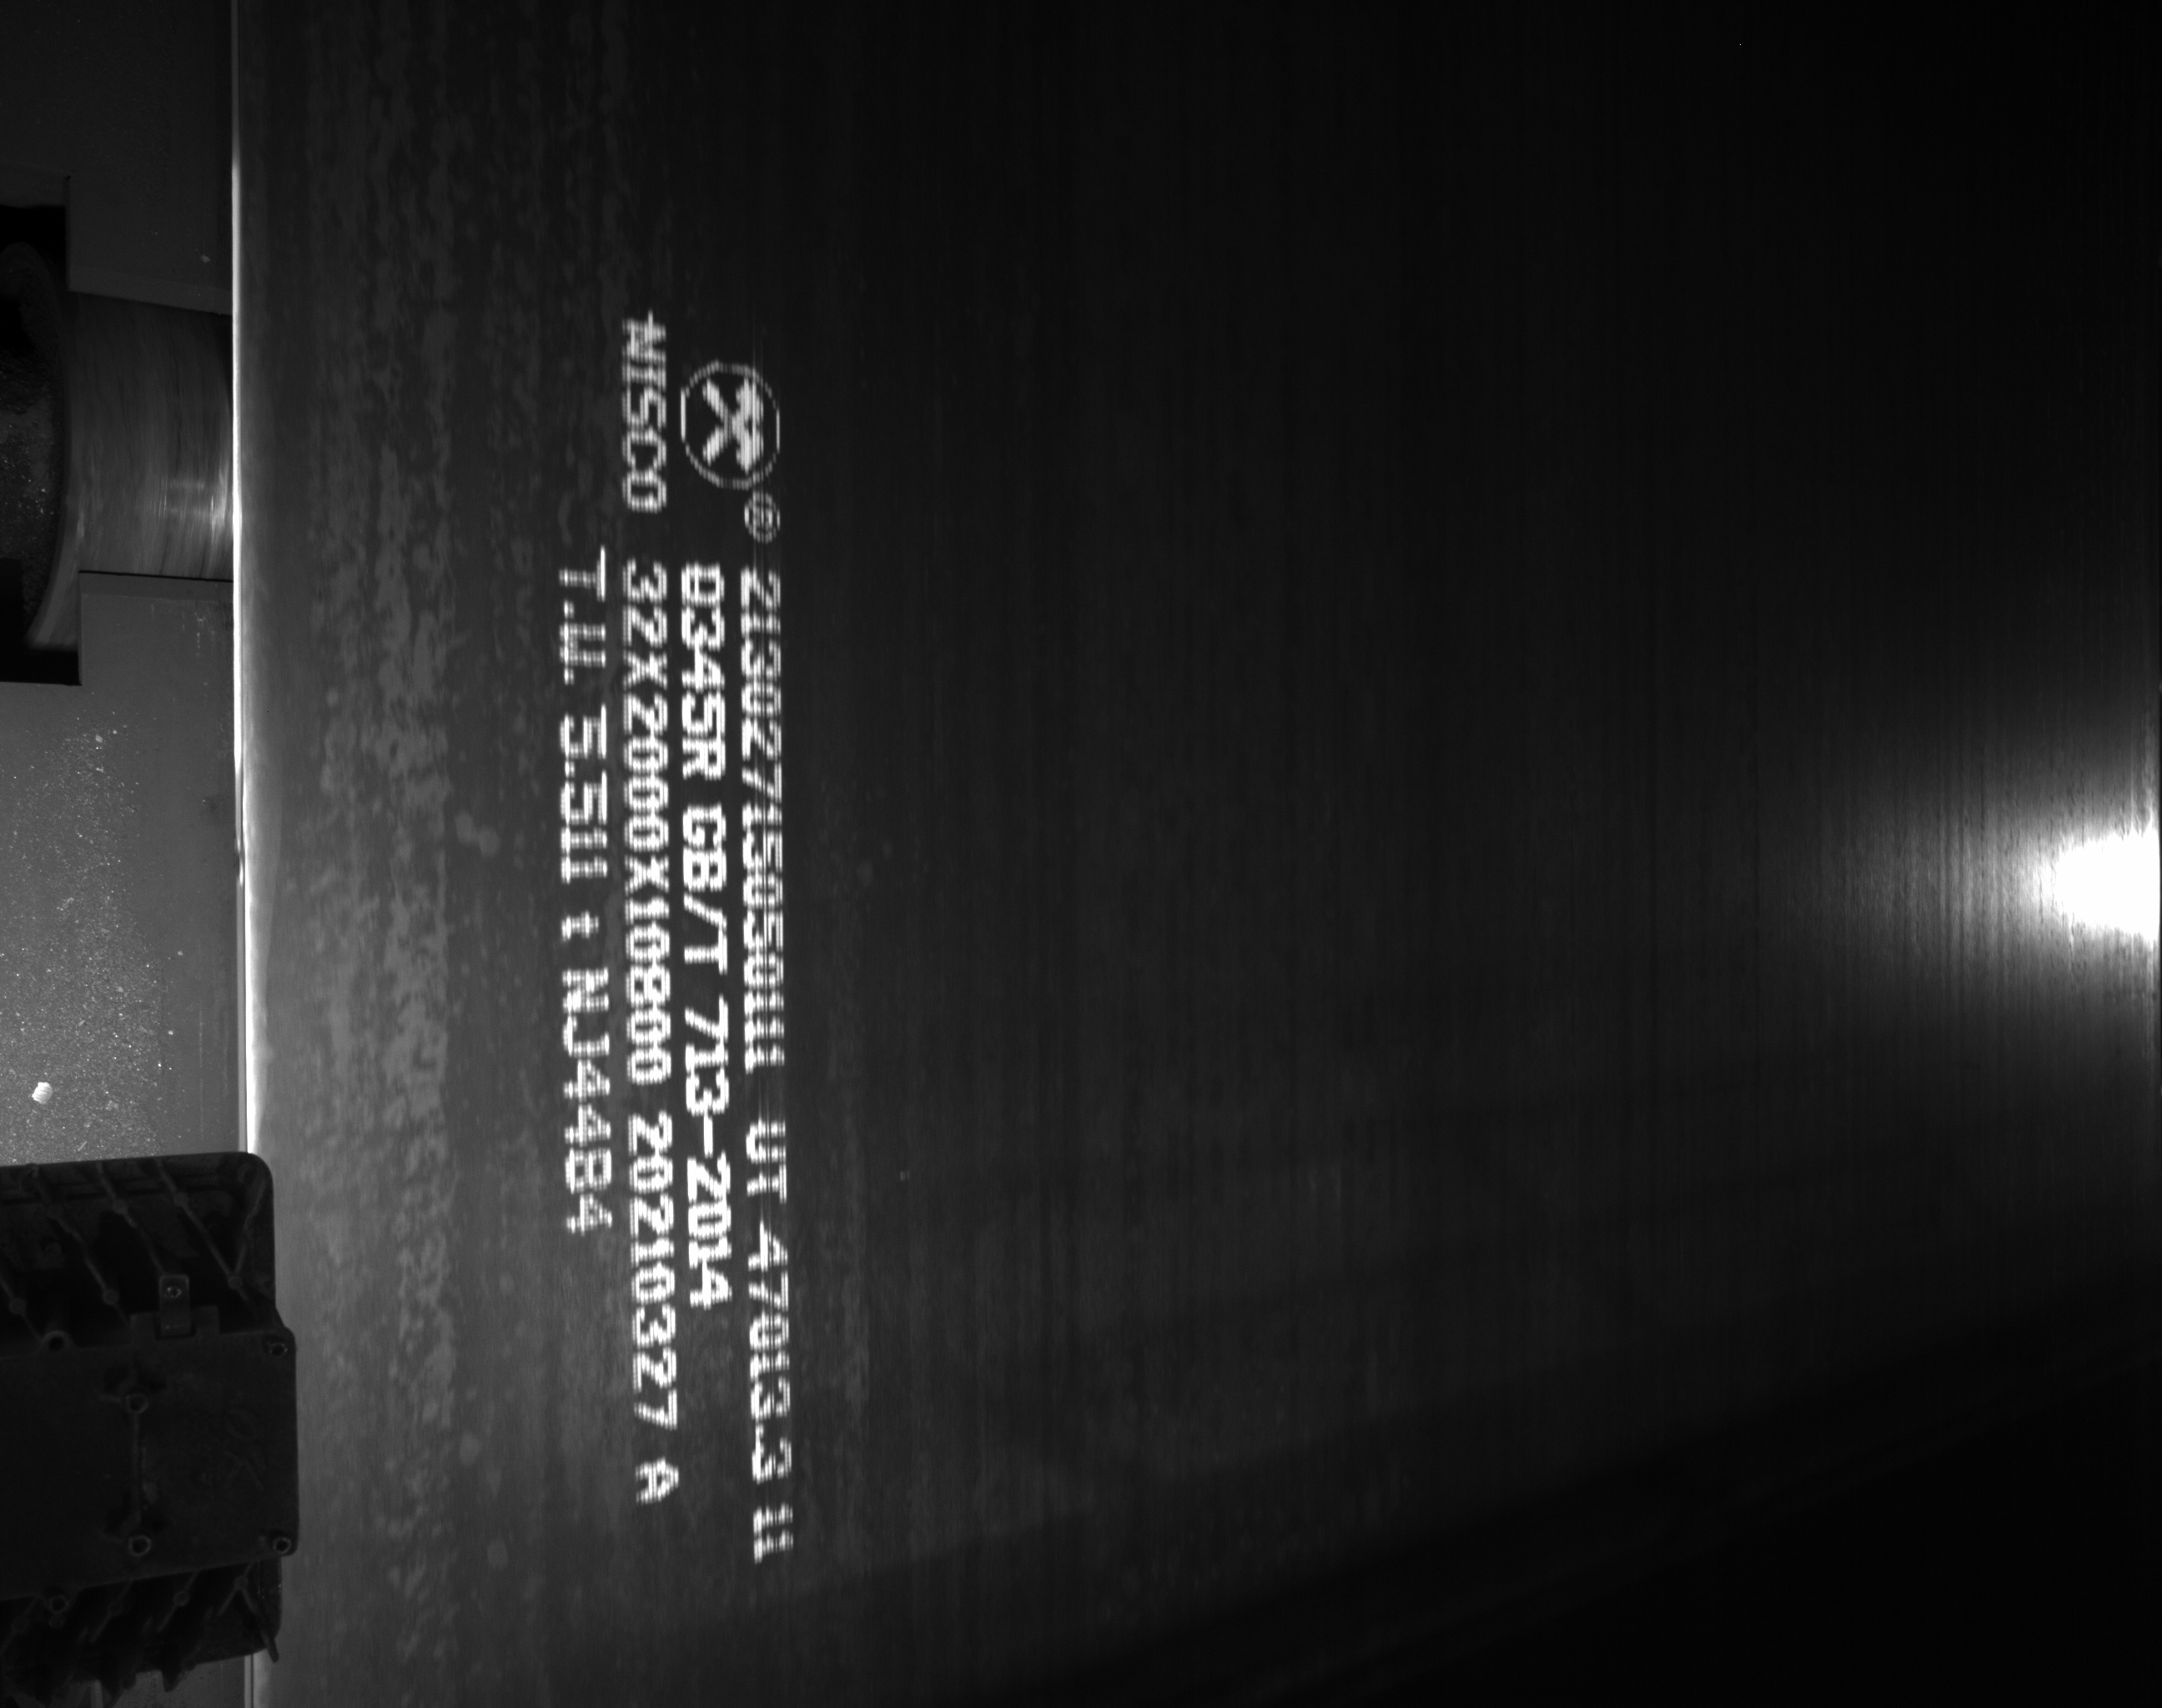 ® 21302715050111 UT 47013.3 11
Q345R GB/T 713-2014
NISCO 32X2000X10800 20210327 A
T.W. 5.511 t NJ4484